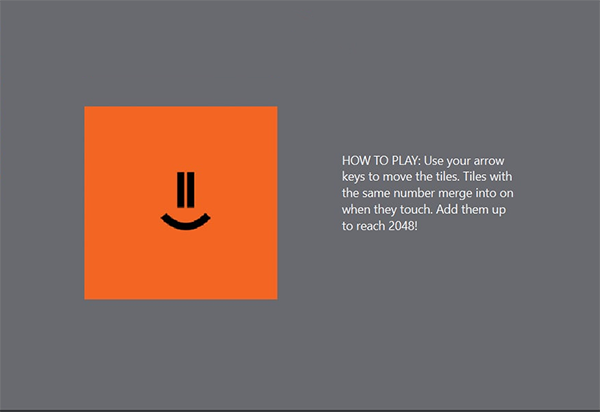 HOW TO PLAY: Use your arrow
keys to move the tiles. Tiles with
the same number merge into on
when they touch. Add them up
to reach 2048!